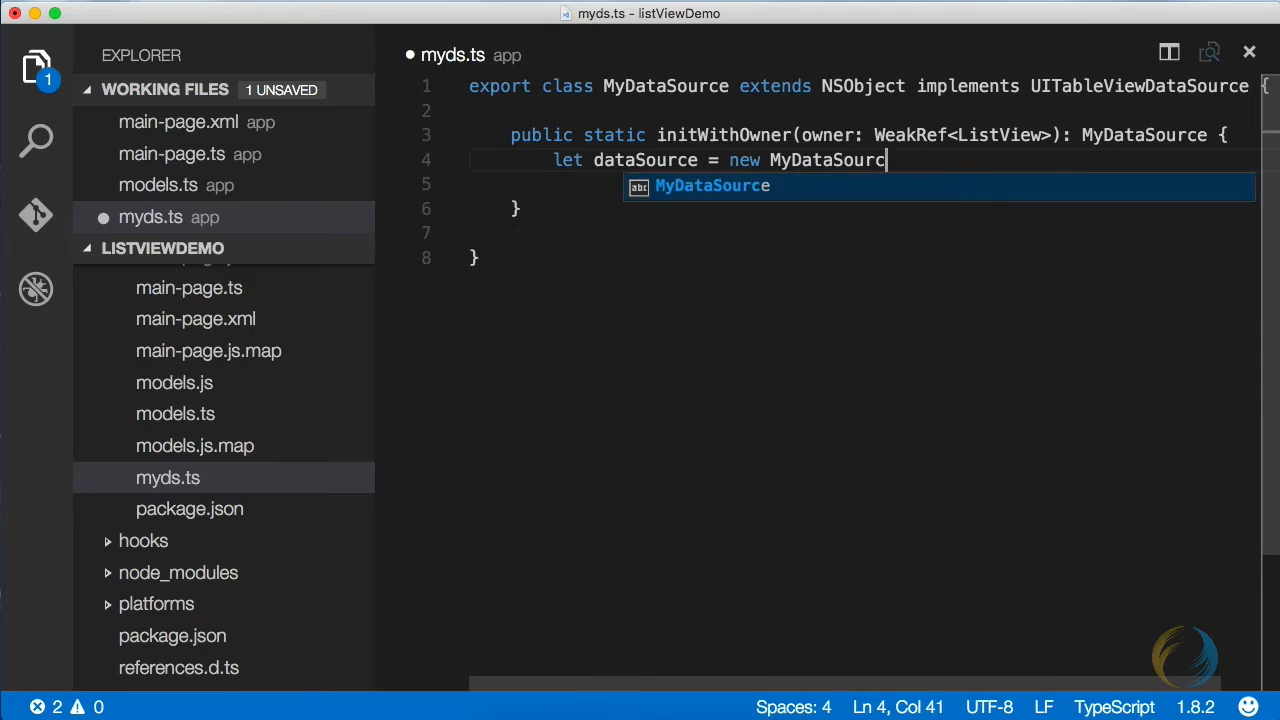 myds.ts - listViewDemo
EXPLORER
WORKING FILES 1 UNSAVED
main-page.xml app
main-page.ts app
models.ts app
myds.ts app
LISTVIEWDEMO
main-page.ts
main-page.xml
main-page.js.map
models.js
models.ts
models.js.map
myds.ts
package.json
hooks
node_modules
platforms
package.json
references.d.ts
1
myds.ts app
1 export class MyDataSource extends NSObject implements UITableViewDataSource {
2
3 public static initWithOwner(owner: WeakRef<ListView>): MyDataSource {
4 let dataSource = new MyDataSourc
abc MyDataSource
5
6 }
7
8 }
2 0 Spaces: 4 Ln 4, Col 41 UTF-8 LF TypeScript 1.8.2